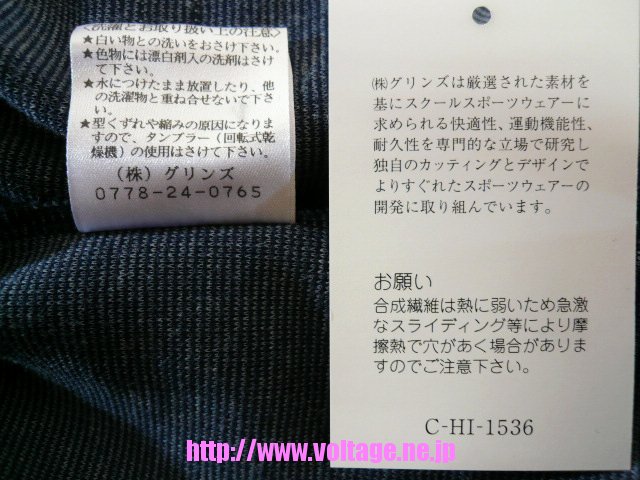 〈洗濯とお取り扱い上の注意〉
★白い物との洗いをおさけ下さい。
★色物には漂白剤入の洗剤はさけ
て下さい。
★水につけたまま放置したり、他
の洗濯物と重ね合せないで下さ
い。
★型くずれや縮みの原因になりま
すので、タンブラー(回転式乾
燥機)の使用はさけて下さい。
(株)グリンズ
0778-24-0765
㈱グリンズは厳選された素材を
基にスクールスポーツウェアーに
求められる快適性、運動機能性、
耐久性を専門的な立場で研究し
独自のカッティングとデザインで
よりすぐれたスポーツウェアーの
開発に取り組んでいます。
お願い
合成繊維は熱に弱いため急激
なスライディング等により摩
擦熱で穴があく場合がありま
すのでご注意下さい。
C-HI-1536
http://www.voltage.ne.jp